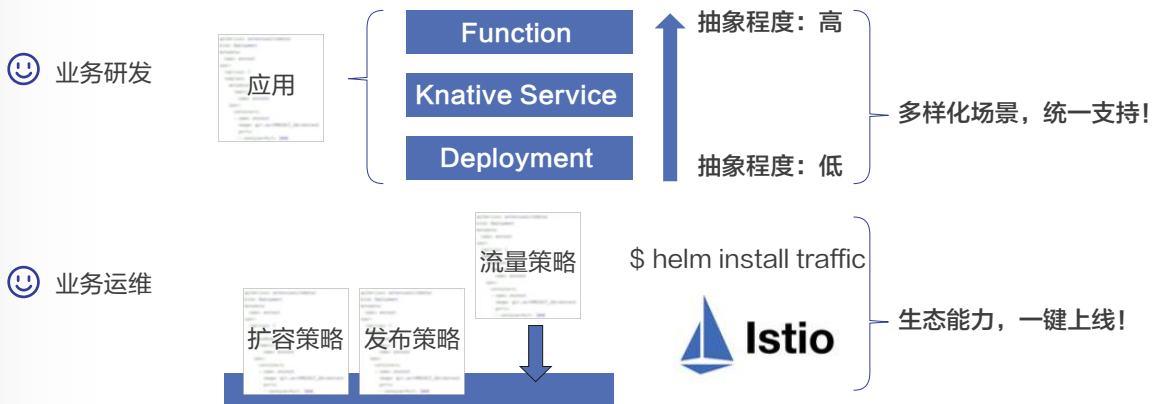 业务研发
应用
Function
Knative Service
Deployment
抽象程度：高
抽象程度：低
多样化场景，统一支持！
业务运维
扩容策略
发布策略
流量策略
$ helm install traffic
Istio
生态能力，一键上线！